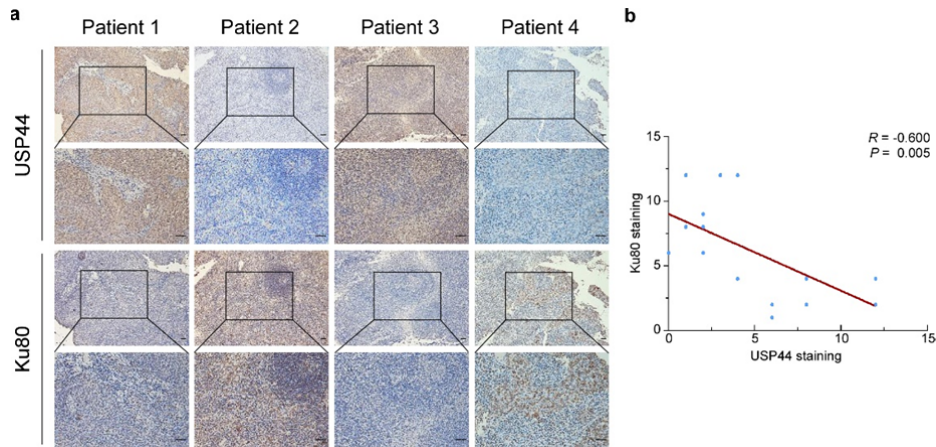 a
Patient 1 Patient 2 Patient 3 Patient 4
USP44
Ku80
b
R = -0.600
P = 0.005
15
10
5
0
Ku80 staining
0 5 10 15
USP44 staining